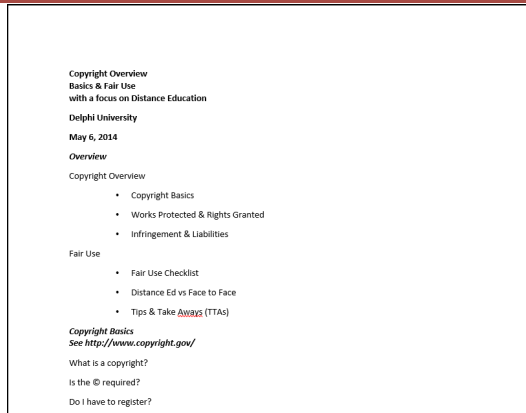 Copyright Overview
Basics & Fair Use
with a focus on Distance Education
Delphi University
May 6, 2014
Overview
Copyright Overview
• Copyright Basics
• Works Protected & Rights Granted
• Infringement & Liabilities
Fair Use
• Fair Use Checklist
• Distance Ed vs Face to Face
• Tips & Take Aways (TTAs)
Copyright Basics
See http://www.copyright.gov/
What is a copyright?
Is the © required?
Do I have to register?